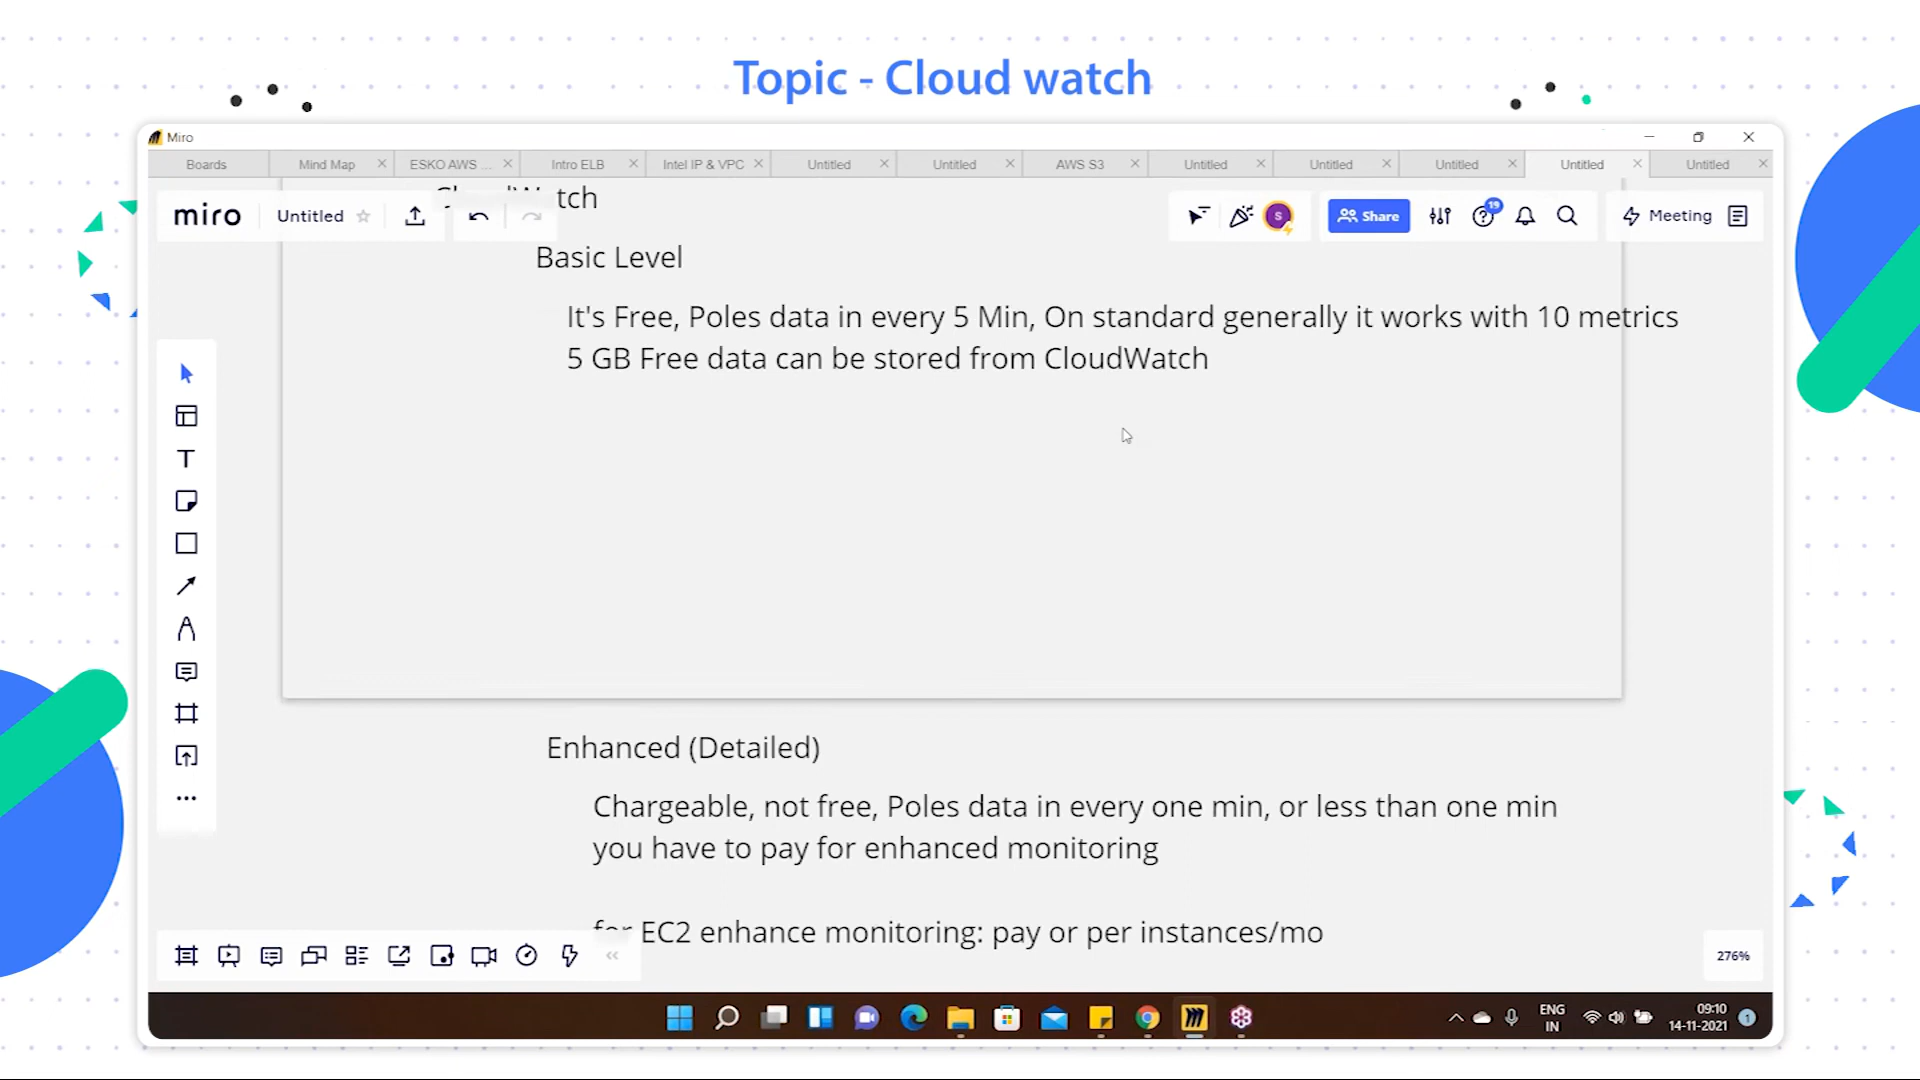 Topic - Cloud watch
Miro
Boards
Mind Map
ESKO AWS ...
Intro ELB
Intel IP & VPC
Untitled
Untitled
AWS S3
Untitled
Untitled
Untitled
Untitled
Untitled
CloudWatch
miro
Untitled
Share
19
Meeting
S
Basic Level
It's Free, Poles data in every 5 Min, On standard generally it works with 10 metrics
5 GB Free data can be stored from CloudWatch
Enhanced (Detailed)
Chargeable, not free, Poles data in every one min, or less than one min
you have to pay for enhanced monitoring
for EC2 enhance monitoring: pay or per instances/mo
276%
ENG
IN
09:10
14-11-2021
1